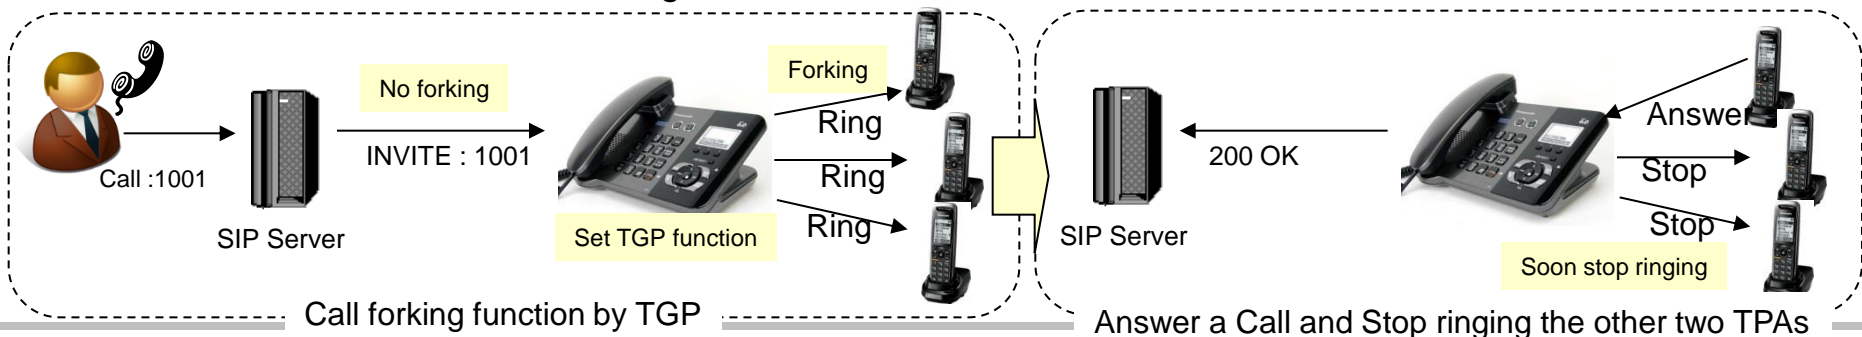 Forking
No forking
Ring
Answer
INVITE : 1001
200 OK
Call :1001
Ring
Stop
SIP Server
Set TGP function
Ring
SIP Server
Stop
Soon stop ringing
Call forking function by TGP
Answer a Call and Stop ringing the other two TPAs